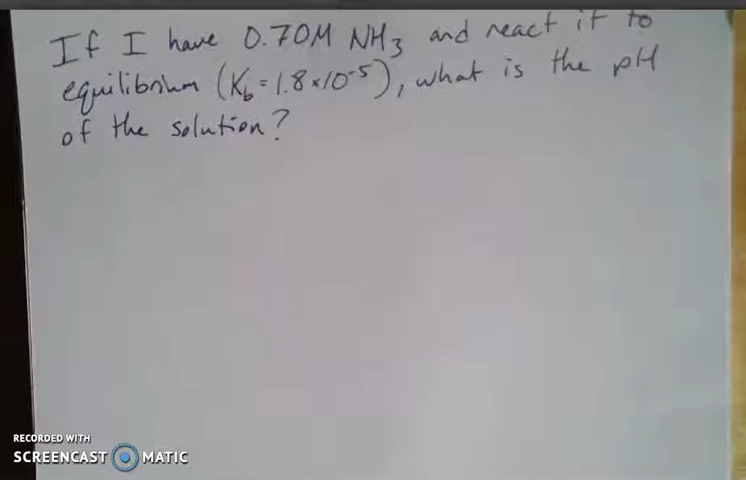 If I have 0.70M NH₃ and react it to
equilibrium (K_b = 1.8×10⁻⁵), what is the pH
of the solution?
RECORDED WITH
SCREENCAST MATIC